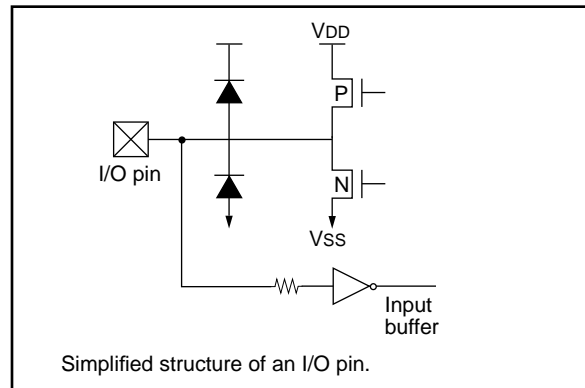 VDD
P
I/O pin
N
VSS
Input
buffer
Simplified structure of an I/O pin.